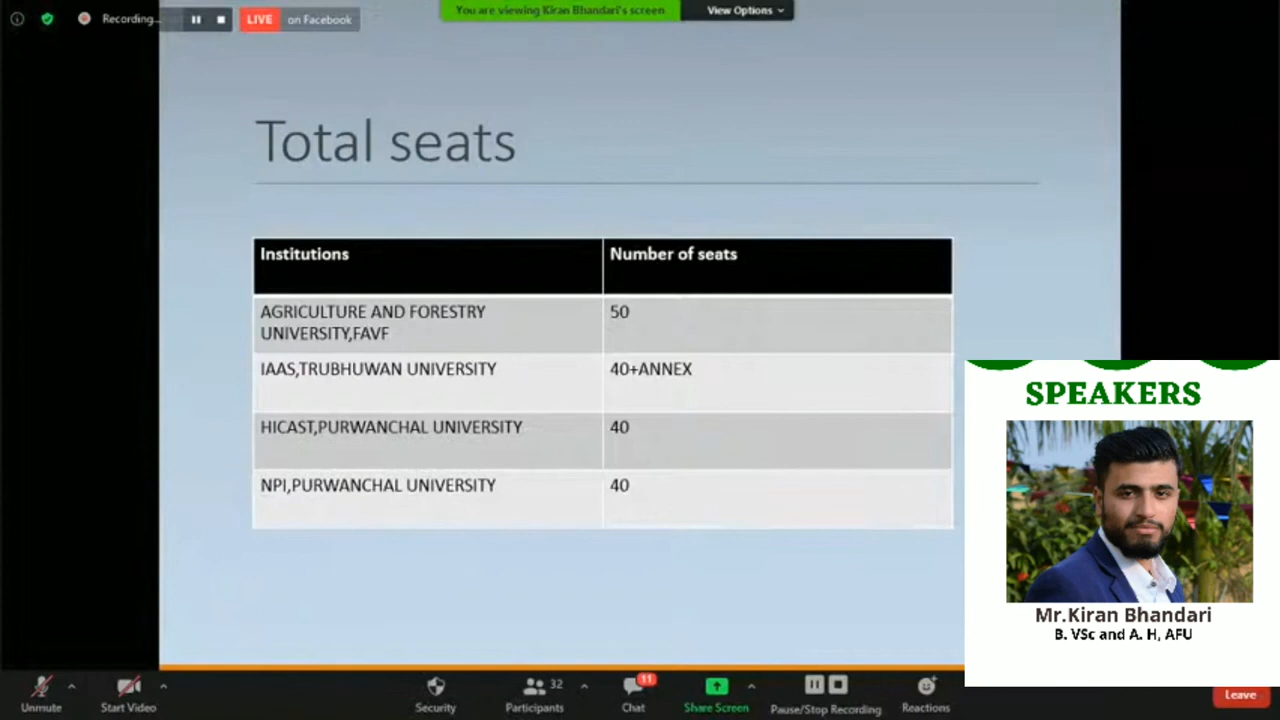 Recording...
LIVE on Facebook
You are viewing Kiran Bhandari's screen
View Options
Total seats
Institutions Number of seats
AGRICULTURE AND FORESTRY 50
UNIVERSITY,FAVF
IAAS,TRUBHUWAN UNIVERSITY 40+ANNEX
HICAST,PURWANCHAL UNIVERSITY 40
NPI,PURWANCHAL UNIVERSITY 40
SPEAKERS
Mr.Kiran Bhandari
B. VSc and A. H, AFU
32
11
Unmute
Start Video
Security
Participants
Chat
Share Screen
Pause/Stop Recording
Reactions
Leave